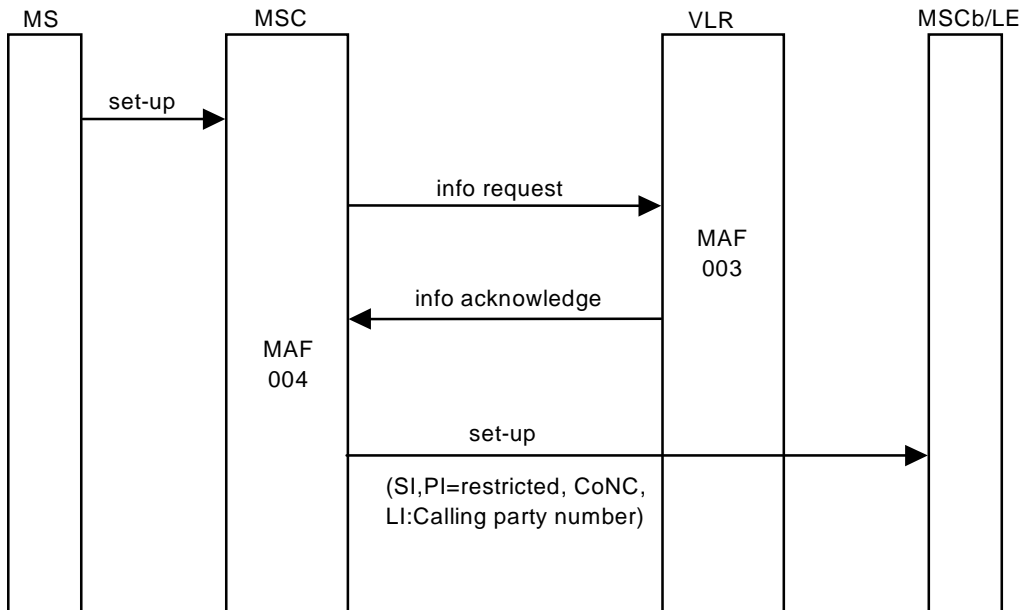 MS
MSC
VLR
MSCb/LE
set-up
info request
MAF
003
info acknowledge
MAF
004
set-up
(SI,PI=restricted, CoNC,
LI:Calling party number)